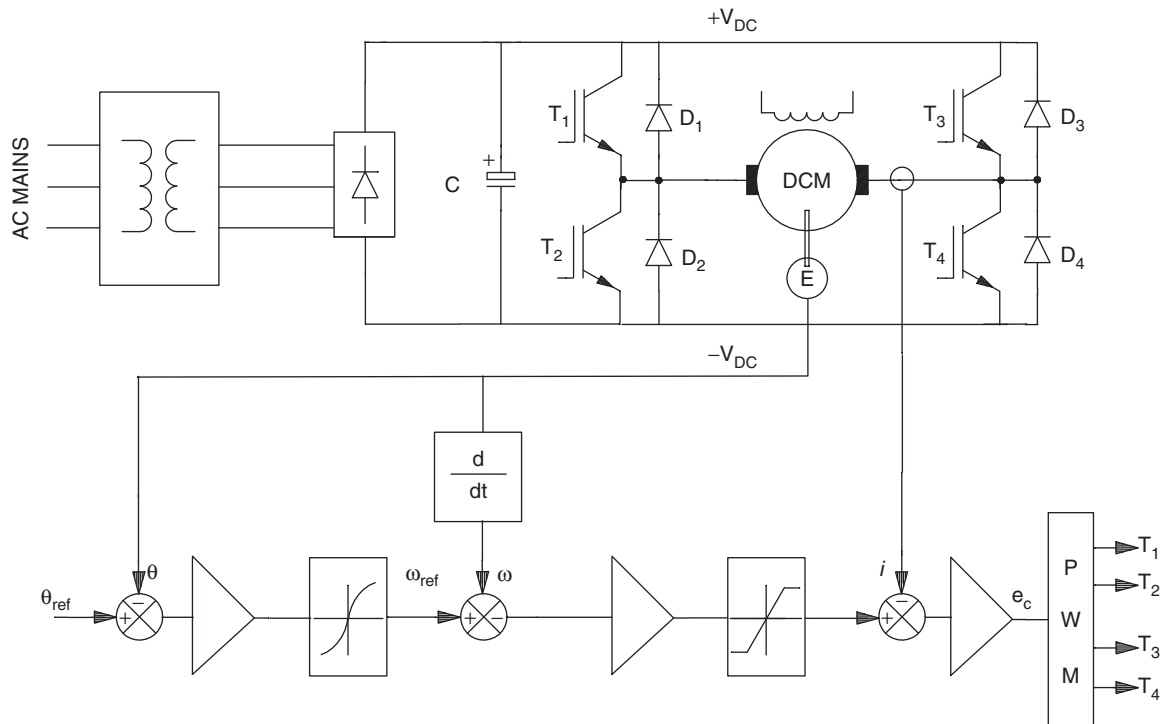 +V_DC
AC MAINS
T_1
D_1
T_3
D_3
+
C
DCM
T_2
D_2
E
T_4
D_4
−V_DC
d
dt
θ
−
θ_ref
+
ω_ref
ω
+
−
i
−
+
e_c
P
W
M
T_1
T_2
T_3
T_4